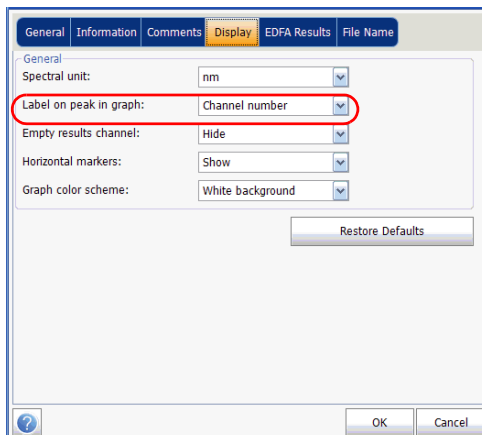 General Information Comments Display EDFA Results File Name
General
Spectral unit: nm
Label on peak in graph: Channel number
Empty results channel: Hide
Horizontal markers: Show
Graph color scheme: White background
Restore Defaults
? OK Cancel